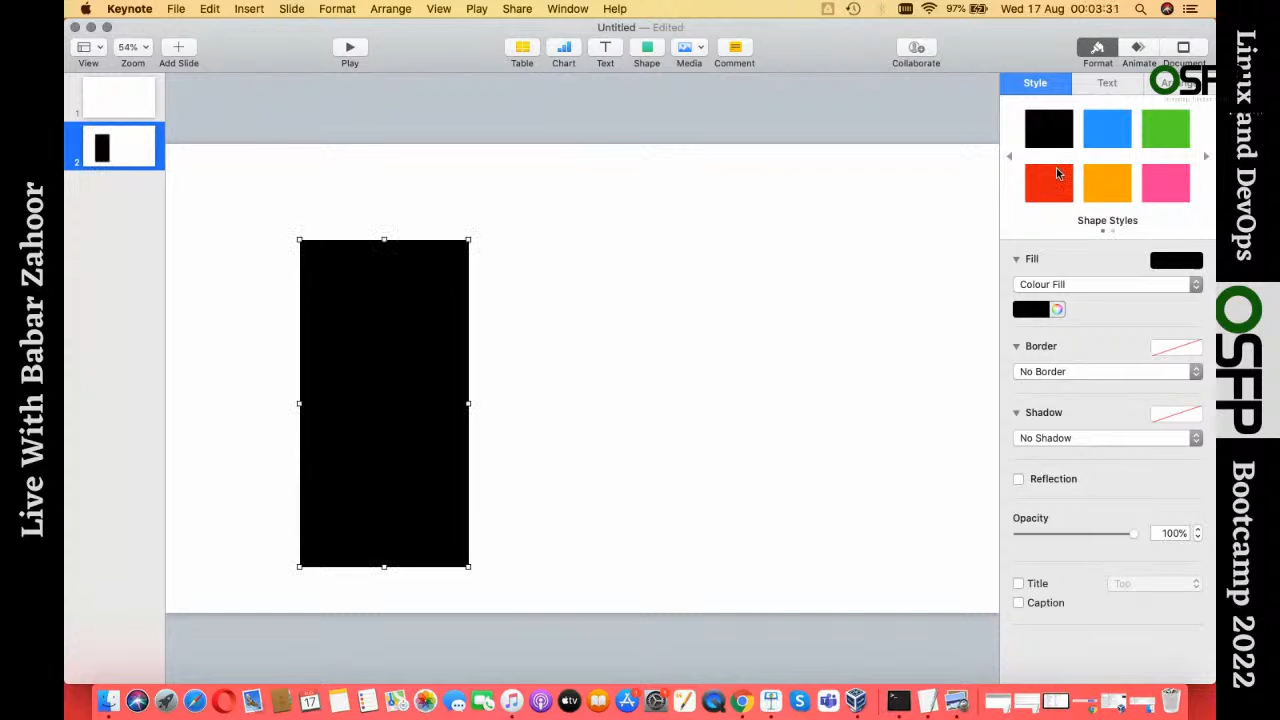 Keynote File Edit Insert Slide Format Arrange View Play Share Window Help 97% Wed 17 Aug 00:03:31
Untitled — Edited
54%
View Zoom Add Slide Play Table Chart Text Shape Media Comment Collaborate Format Animate Document
Style Text
OSFP
1
2
Shape Styles
Fill
Colour Fill
Border
No Border
Shadow
No Shadow
Reflection
Opacity
100%
Title Top
Caption
17
Live With Babar Zahoor
Linux and DevOps
OSFP
Bootcamp 2022